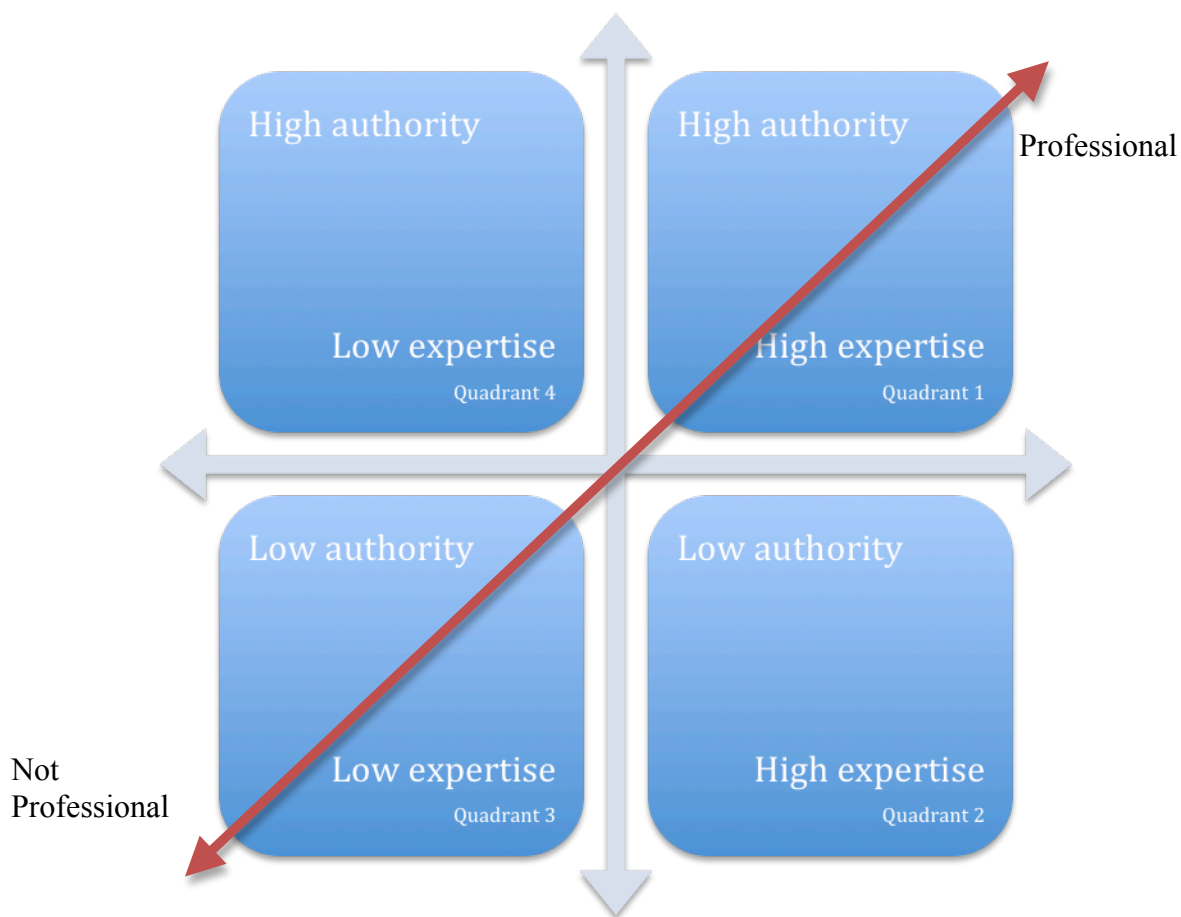 High authority
Low expertise
Quadrant 4
High authority
High expertise
Quadrant 1
Professional
Low authority
Low expertise
Quadrant 3
Low authority
High expertise
Quadrant 2
Not
Professional